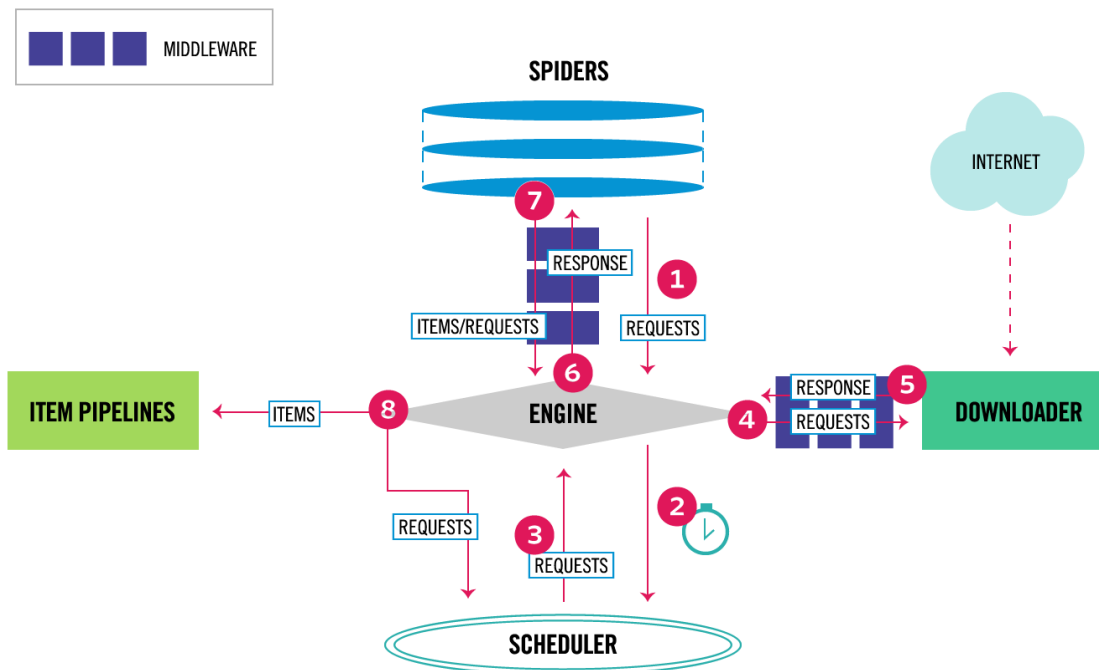 MIDDLEWARE
SPIDERS
INTERNET
7
RESPONSE
1
ITEMS/REQUESTS
REQUESTS
6
5
RESPONSE
ITEM PIPELINES
ITEMS
8
ENGINE
4
REQUESTS
DOWNLOADER
2
REQUESTS
3
REQUESTS
SCHEDULER